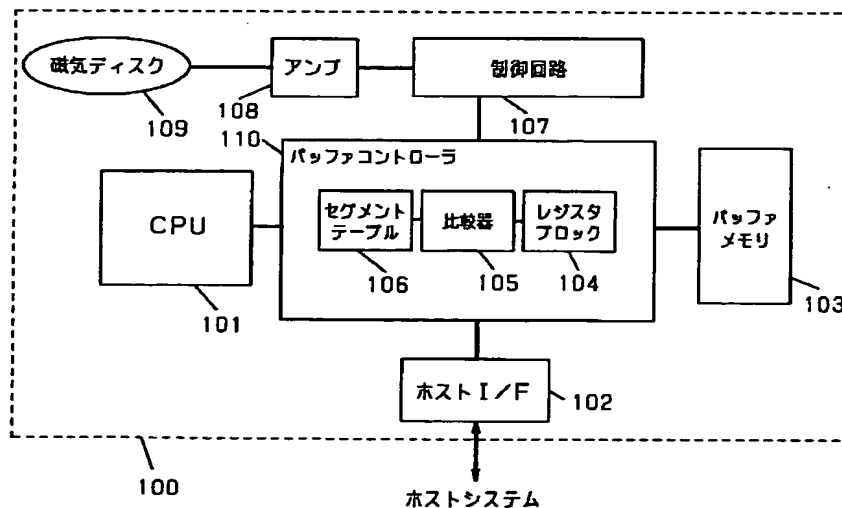 磁気ディスク
アンプ
制御回路
109
108
107
110
バッファコントローラ
CPU
セグメント
テーブル
比較器
レジスタ
ブロック
バッファ
メモリ
106
105
104
101
103
ホストI/F
102
100
ホストシステム